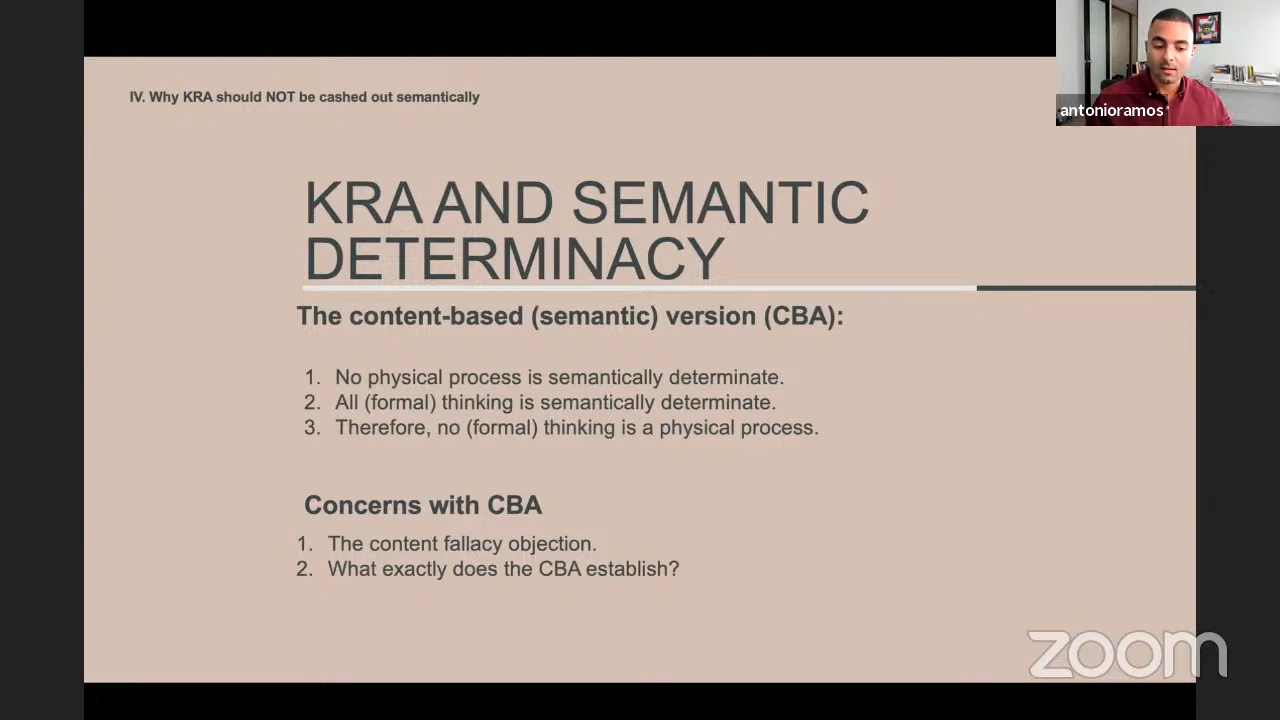 IV. Why KRA should NOT be cashed out semantically
antonioramos
KRA AND SEMANTIC
DETERMINACY
The content-based (semantic) version (CBA):
1. No physical process is semantically determinate.
2. All (formal) thinking is semantically determinate.
3. Therefore, no (formal) thinking is a physical process.
Concerns with CBA
1. The content fallacy objection.
2. What exactly does the CBA establish?
zoom